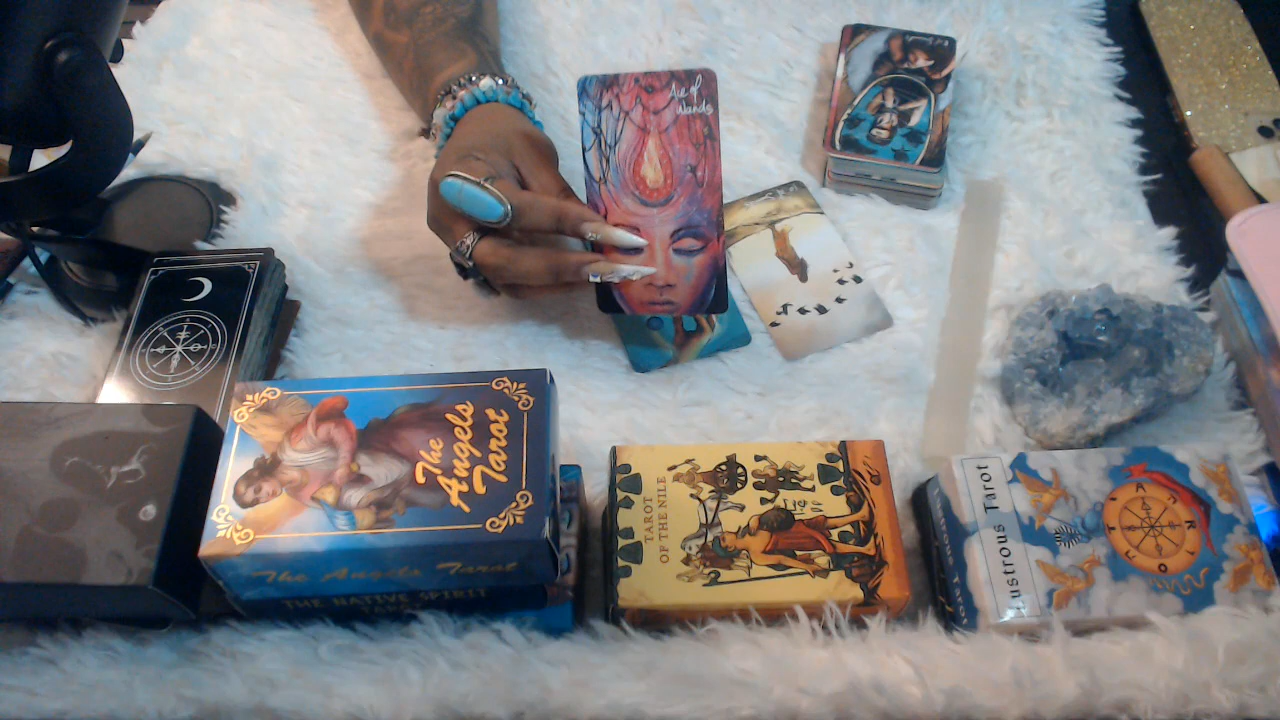 Ace of
Wands
The
Angels
Tarot
The Angels Tarot
THE NATIVE SPIRIT
TAROT
OF THE NILE
Lustrous Tarot